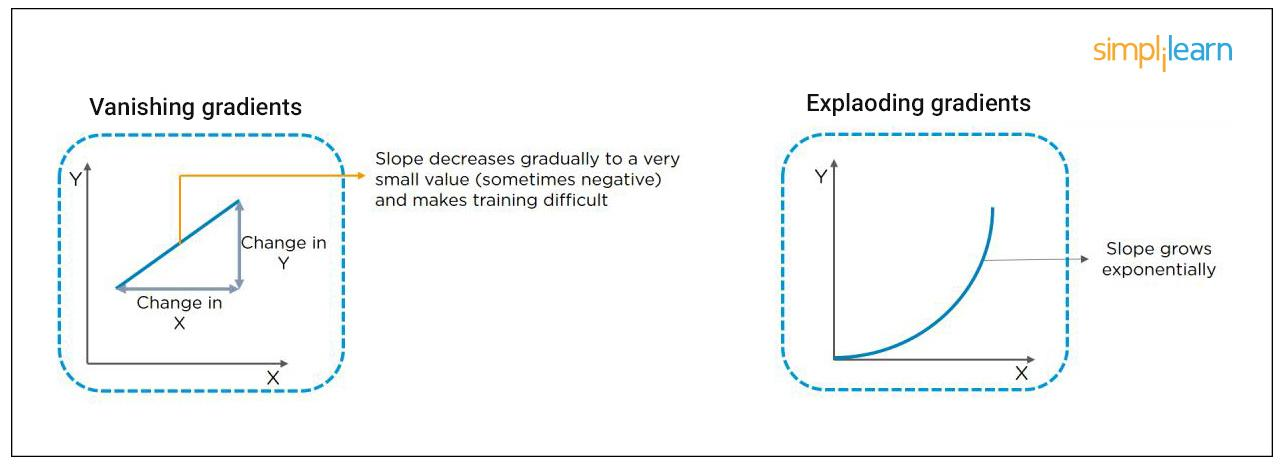 simplilearn
Vanishing gradients
Y
Change in
Y
Change in
X
X
Slope decreases gradually to a very
small value (sometimes negative)
and makes training difficult
Explaoding gradients
Y
X
Slope grows
exponentially